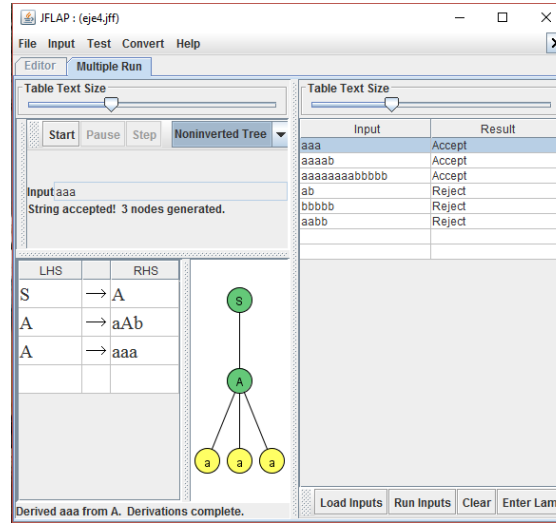 JFLAP : (eje4.jff)
File Input Test Convert Help
Editor Multiple Run
Table Text Size
Start Pause Step Noninverted Tree
Input aaa
String accepted! 3 nodes generated.
LHS RHS
S → A
A → aAb
A → aaa
S
A
a a a
Derived aaa from A. Derivations complete.
Table Text Size
Input Result
aaa Accept
aaaab Accept
aaaaaaaabbbbb Accept
ab Reject
bbbbb Reject
aabb Reject
Load Inputs Run Inputs Clear Enter Lam